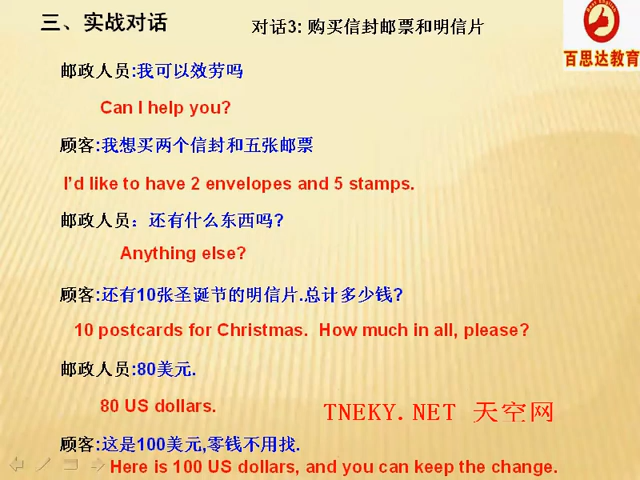 三、实战对话
对话3: 购买信封邮票和明信片
百思达教育
邮政人员:我可以效劳吗
Can I help you?
顾客:我想买两个信封和五张邮票
I'd like to have 2 envelopes and 5 stamps.
邮政人员：还有什么东西吗?
Anything else?
顾客:还有10张圣诞节的明信片.总计多少钱?
10 postcards for Christmas.  How much in all, please?
邮政人员:80美元.
80 US dollars.
TNEKY.NET 天空网
顾客:这是100美元,零钱不用找.
Here is 100 US dollars, and you can keep the change.